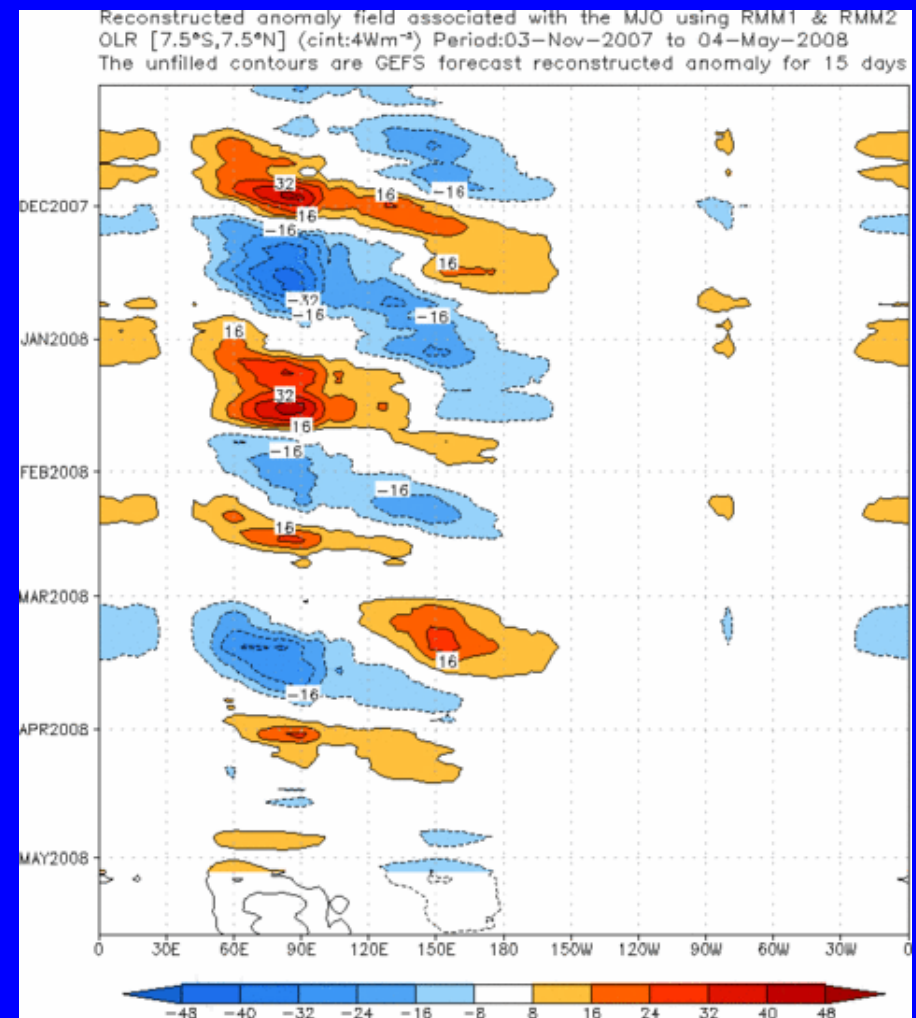 Reconstructed anomaly field associated with the MJO using RMM1 & RMM2
OLR [7.5°S,7.5°N] (cint:4Wm⁻²) Period:03-Nov-2007 to 04-May-2008
The unfilled contours are GEFS forecast reconstructed anomaly for 15 days
32
16
-16
DEC2007
16
-16
16
-32
-16
-16
JAN2008
16
32
16
-16
FEB2008
-16
16
MAR2008
16
-16
APR2008
MAY2008
0 30E 60E 90E 120E 150E 180 150W 120W 90W 60W 30W 0
-48 -40 -32 -24 -16 -8 8 16 24 32 40 48